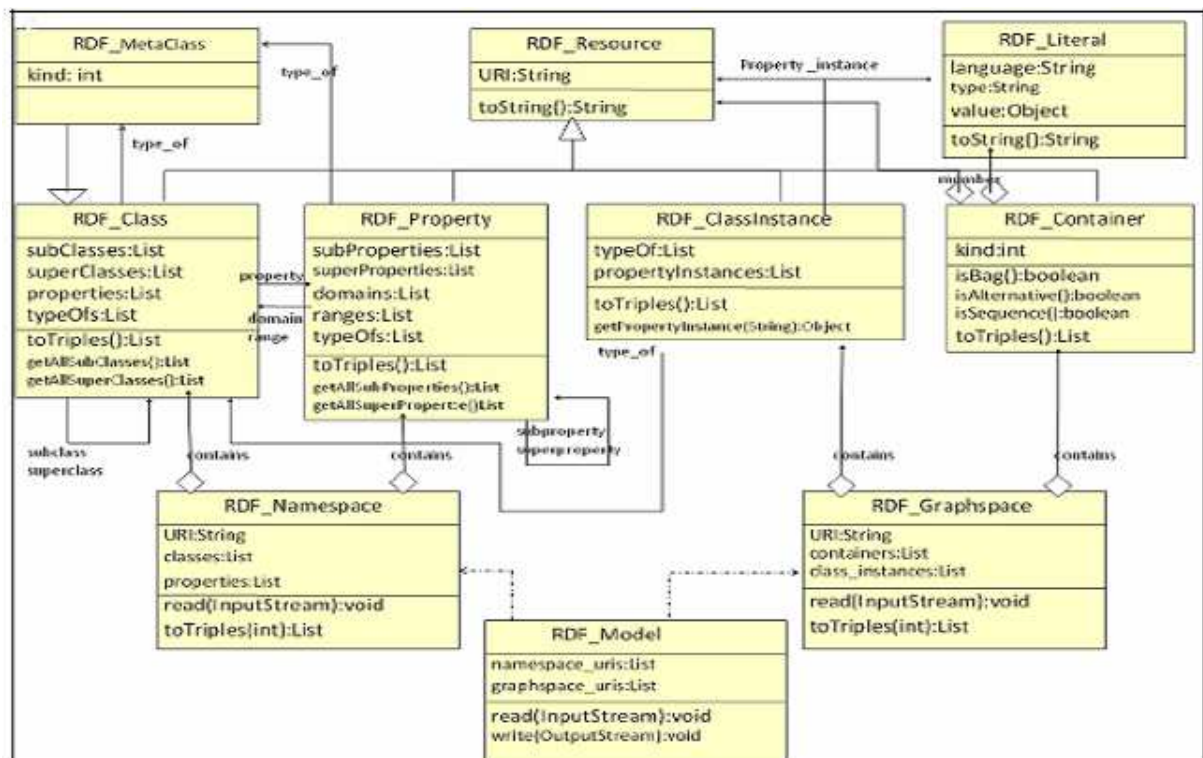 RDF_MetaClass
kind: int
type_of
type_of
RDF_Resource
URI:String
toString():String
Property_instance
RDF_Literal
language:String
type:String
value:Object
toString():String
RDF_Class
subClasses:List
superClasses:List
properties:List
typeOfs:List
toTriples():List
getAllSubClasses():List
getAllSuperClasses():List
property
domain
range
RDF_Property
subProperties:List
superProperties:List
domains:List
ranges:List
typeOfs:List
toTriples():List
getAllSubProperties():List
getAllSuperProperte()List
RDF_ClassInstance
typeOf:List
propertyInstances:List
toTriples():List
getPropertyInstance(String):Object
type_of
RDF_Container
kind:int
isBag():boolean
isAlternative():boolean
isSequence():boolean
toTriples():List
subclass
superclass
contains
contains
subproperty
superproperty
contains
contains
RDF_Namespace
URI:String
classes:List
properties:List
read(InputStream):void
toTriples(int):List
RDF_Model
namespace_uris:List
graphspace_uris:List
read(InputStream):void
write(OutputStream):void
RDF_Graphspace
URI:String
containers:List
class_instances:List
read(InputStream):void
toTriples(int):List